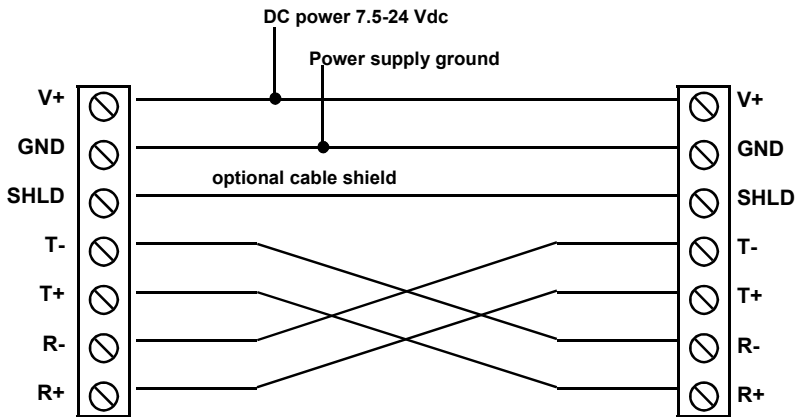 DC power 7.5-24 Vdc
Power supply ground
V+ V+
GND GND
optional cable shield
SHLD SHLD
T- T-
T+ T+
R- R-
R+ R+